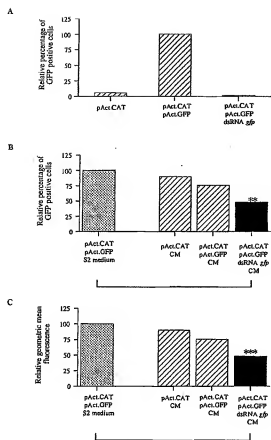 A
Relative percentage of
GFP positive cells
125
100
75
50
25
0
pAct.CAT
pAct.CAT
pAct.GFP
pAct.CAT
pAct.GFP
dsRNA gfp
B
Relative percentage of
GFP positive cells
125
100
75
50
25
0
**
pAct.CAT
pAct.GFP
S2 medium
pAct.CAT
CM
pAct.CAT
pAct.GFP
CM
pAct.CAT
pAct.GFP
dsRNA gfp
CM
C
Relative geometric mean
fluorescence
125
100
75
50
25
0
***
pAct.CAT
pAct.GFP
S2 medium
pAct.CAT
CM
pAct.CAT
pAct.GFP
CM
pAct.CAT
pAct.GFP
dsRNA gfp
CM